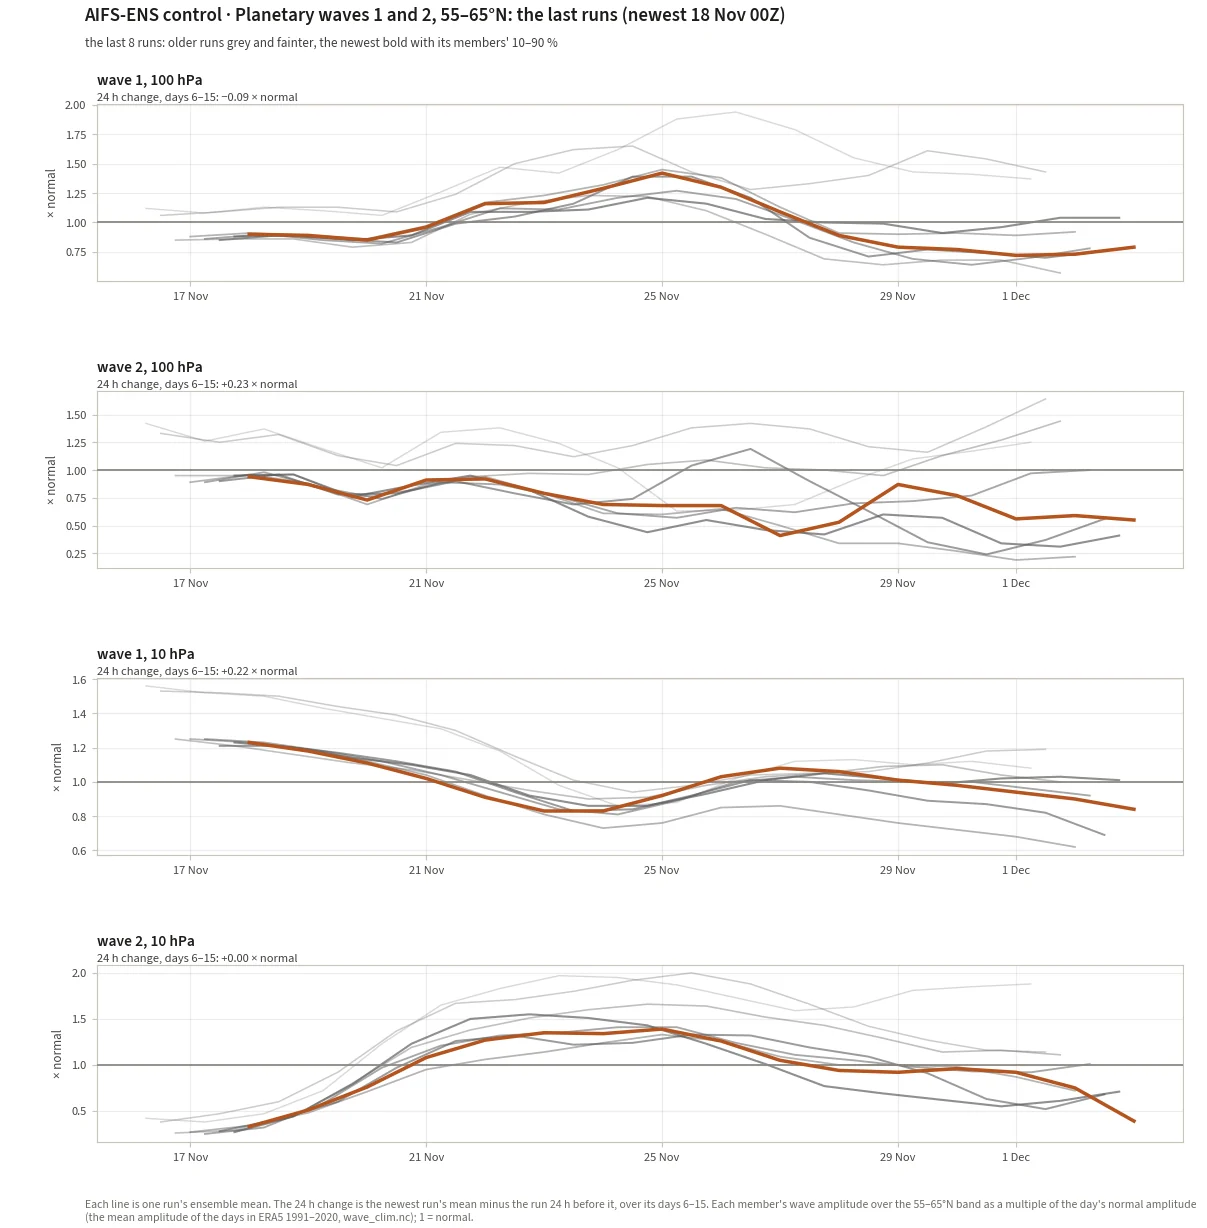 AIFS-ENS control · Planetary waves 1 and 2, 55–65°N: the last runs (newest 18 Nov 00Z)
the last 8 runs: older runs grey and fainter, the newest bold with its members' 10–90 %
wave 1, 100 hPa
24 h change, days 6–15: −0.09 × normal
2.00
1.75
1.50
1.25
1.00
0.75
× normal
17 Nov 21 Nov 25 Nov 29 Nov 1 Dec
wave 2, 100 hPa
24 h change, days 6–15: +0.23 × normal
1.50
1.25
1.00
0.75
0.50
0.25
× normal
17 Nov 21 Nov 25 Nov 29 Nov 1 Dec
wave 1, 10 hPa
24 h change, days 6–15: +0.22 × normal
1.6
1.4
1.2
1.0
0.8
0.6
× normal
17 Nov 21 Nov 25 Nov 29 Nov 1 Dec
wave 2, 10 hPa
24 h change, days 6–15: +0.00 × normal
2.0
1.5
1.0
0.5
× normal
17 Nov 21 Nov 25 Nov 29 Nov 1 Dec
Each line is one run's ensemble mean. The 24 h change is the newest run's mean minus the run 24 h before it, over its days 6–15. Each member's wave amplitude over the 55–65°N band as a multiple of the day's normal amplitude
(the mean amplitude of the days in ERA5 1991–2020, wave_clim.nc); 1 = normal.